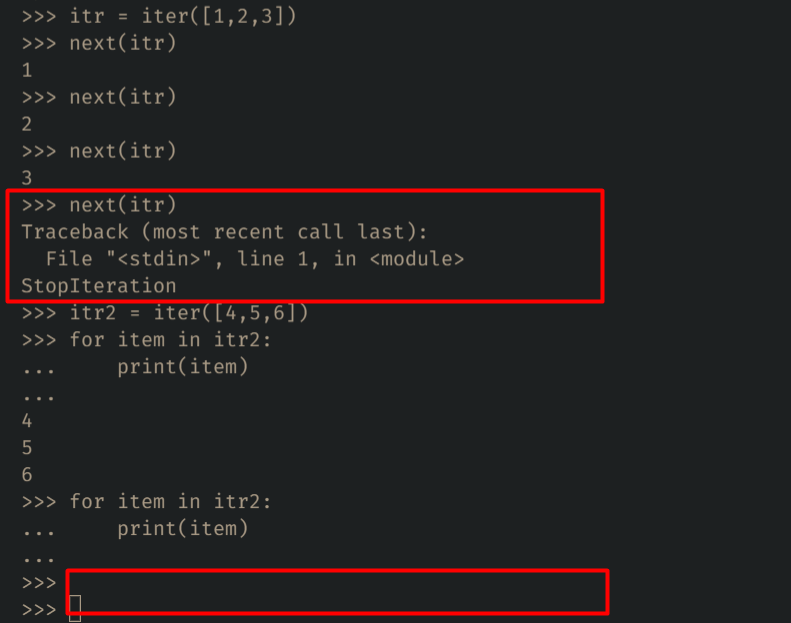 >>> itr = iter([1,2,3])
>>> next(itr)
1
>>> next(itr)
2
>>> next(itr)
3
>>> next(itr)
Traceback (most recent call last):
  File "<stdin>", line 1, in <module>
StopIteration
>>> itr2 = iter([4,5,6])
>>> for item in itr2:
...     print(item)
...
4
5
6
>>> for item in itr2:
...     print(item)
...
>>>
>>>